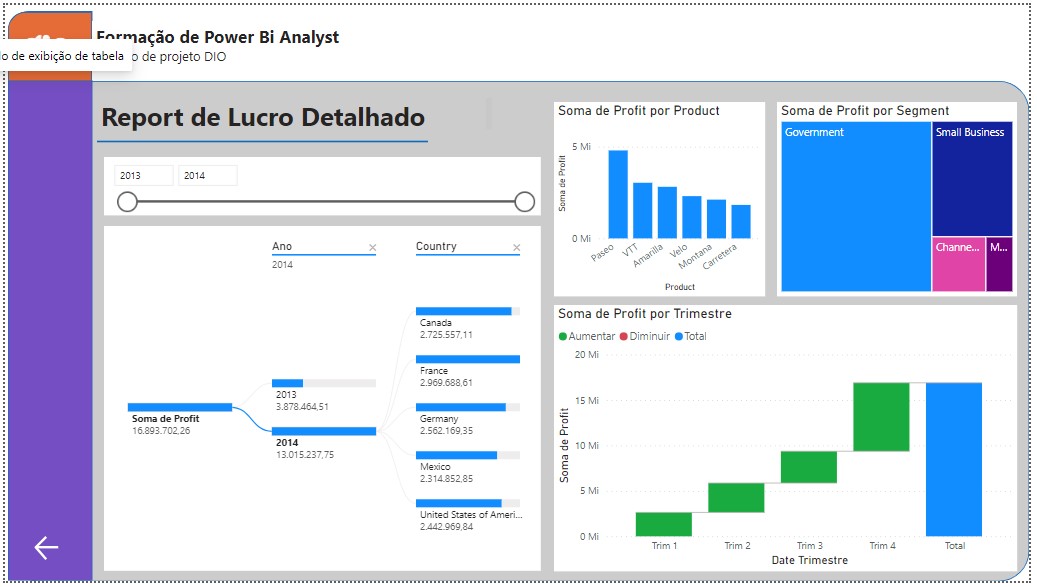 Formação de Power Bi Analyst
o de exibição de tabela
o de projeto DIO
Report de Lucro Detalhado
2013
2014
Ano
2014
Country
Soma de Profit
16.893.702,26
2013
3.878.464,51
2014
13.015.237,75
Canada
2.725.557,11
France
2.969.688,61
Germany
2.562.169,35
Mexico
2.314.852,85
United States of Ameri...
2.442.969,84
Soma de Profit por Product
Soma de Profit
5 Mi
0 Mi
Paseo
VTT
Amarilla
Velo
Montana
Carretera
Product
Soma de Profit por Segment
Government
Small Business
Channe...
M...
Soma de Profit por Trimestre
Aumentar Diminuir Total
Soma de Profit
20 Mi
15 Mi
10 Mi
5 Mi
0 Mi
Trim 1 Trim 2 Trim 3 Trim 4 Total
Date Trimestre